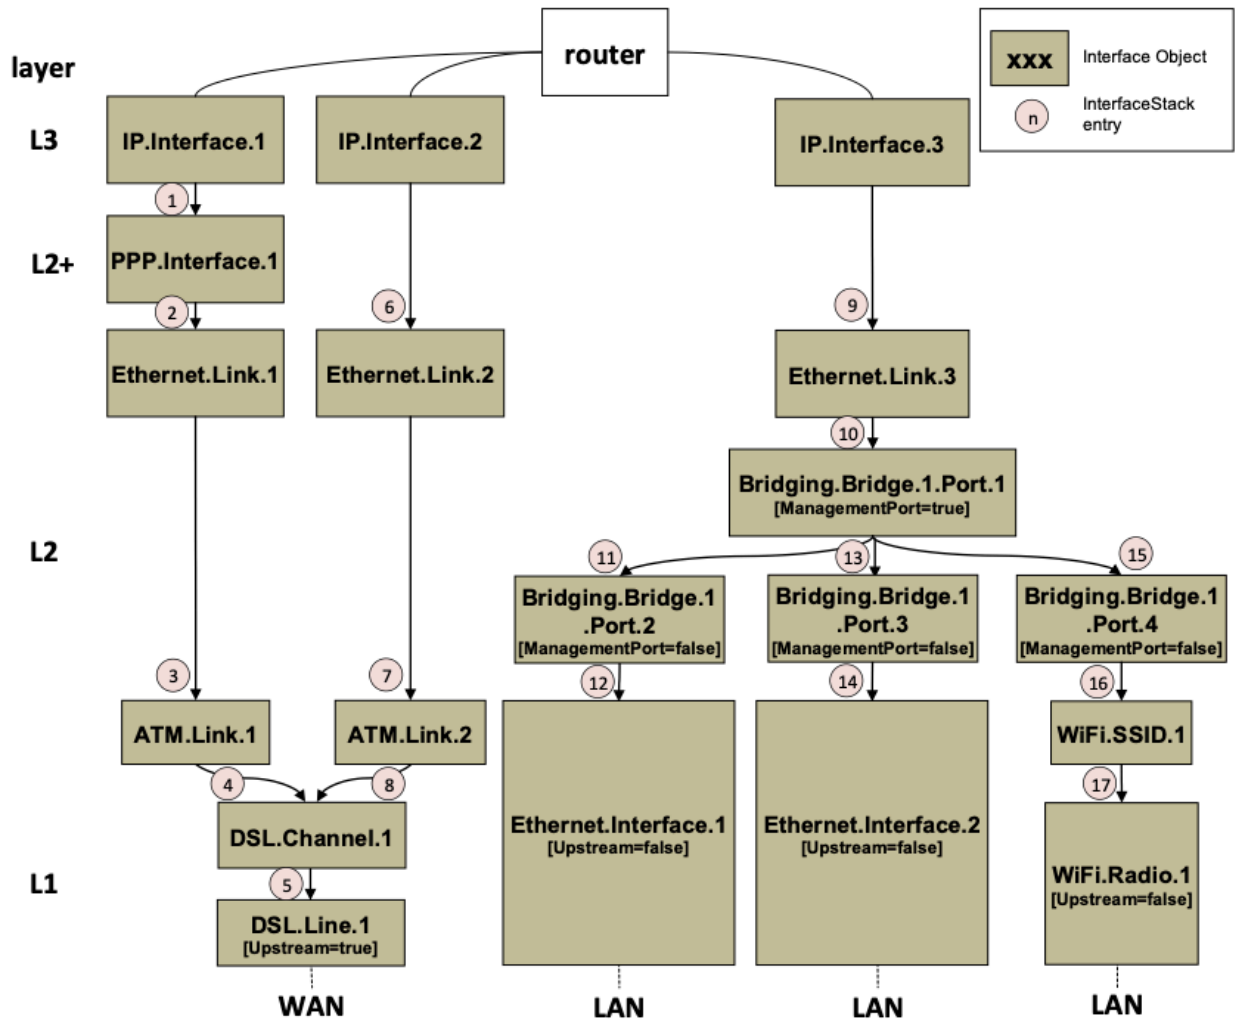 router
xxx
Interface Object
n
InterfaceStack
entry
layer
L3
IP.Interface.1
IP.Interface.2
IP.Interface.3
1
L2+
PPP.Interface.1
2
6
9
Ethernet.Link.1
Ethernet.Link.2
Ethernet.Link.3
10
Bridging.Bridge.1.Port.1
[ManagementPort=true]
L2
11
13
15
Bridging.Bridge.1
.Port.2
[ManagementPort=false]
Bridging.Bridge.1
.Port.3
[ManagementPort=false]
Bridging.Bridge.1
.Port.4
[ManagementPort=false]
3
7
12
14
16
ATM.Link.1
ATM.Link.2
WiFi.SSID.1
4
8
17
DSL.Channel.1
Ethernet.Interface.1
[Upstream=false]
Ethernet.Interface.2
[Upstream=false]
L1
5
WiFi.Radio.1
[Upstream=false]
DSL.Line.1
[Upstream=true]
WAN
LAN
LAN
LAN